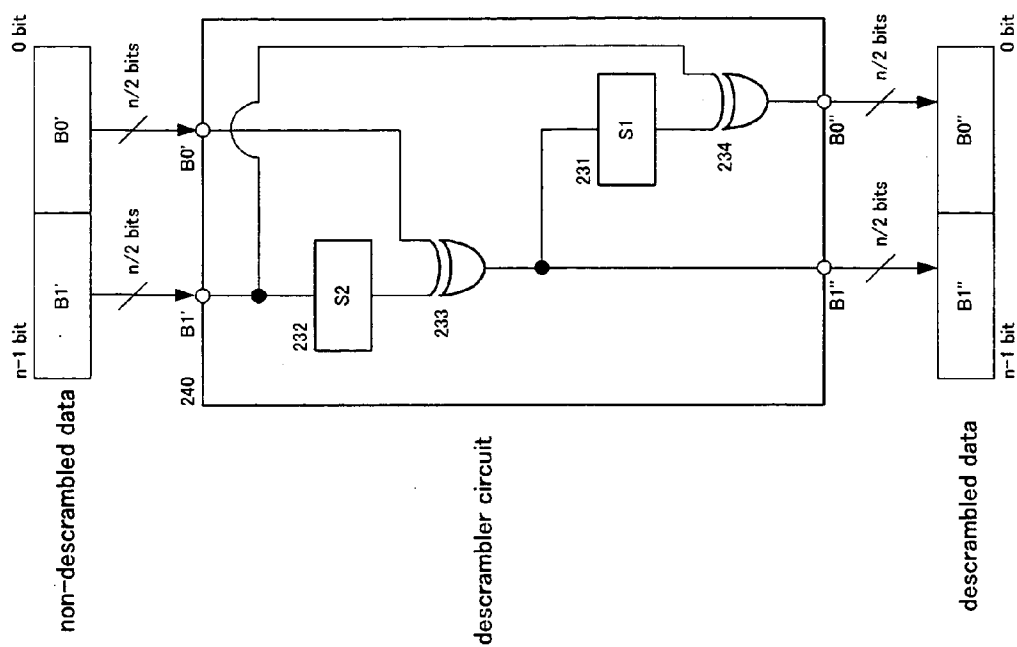 non-descrambled data
n-1 bit
0 bit
B1'
B0'
n/2 bits
n/2 bits
240
B1'
B0'
descrambler circuit
232
S2
233
231
S1
234
B1"
B0"
n/2 bits
n/2 bits
descrambled data
B1"
B0"
n-1 bit
0 bit